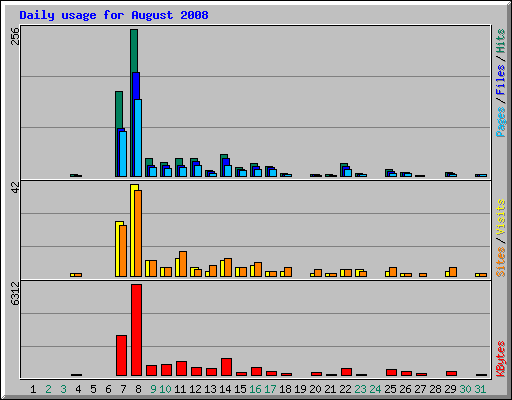 Daily usage for August 2008
256
Pages / Files / Hits
42
Sites / Visits
6312
KBytes
1 2 3 4 5 6 7 8 9 10 11 12 13 14 15 16 17 18 19 20 21 22 23 24 25 26 27 28 29 30 31